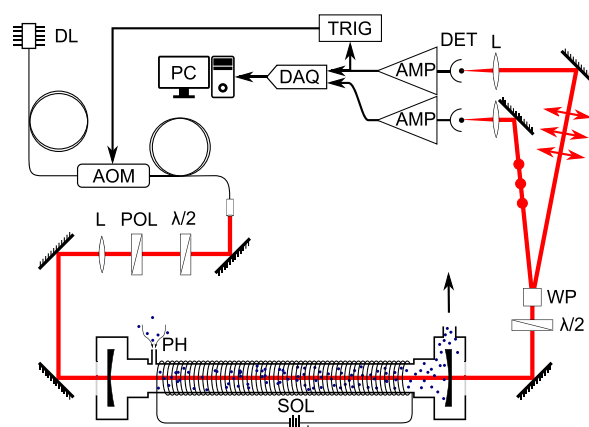 DL
TRIG
DET
L
PC
DAQ
AMP
AMP
L
AOM
L
POL
λ/2
WP
λ/2
PH
SOL